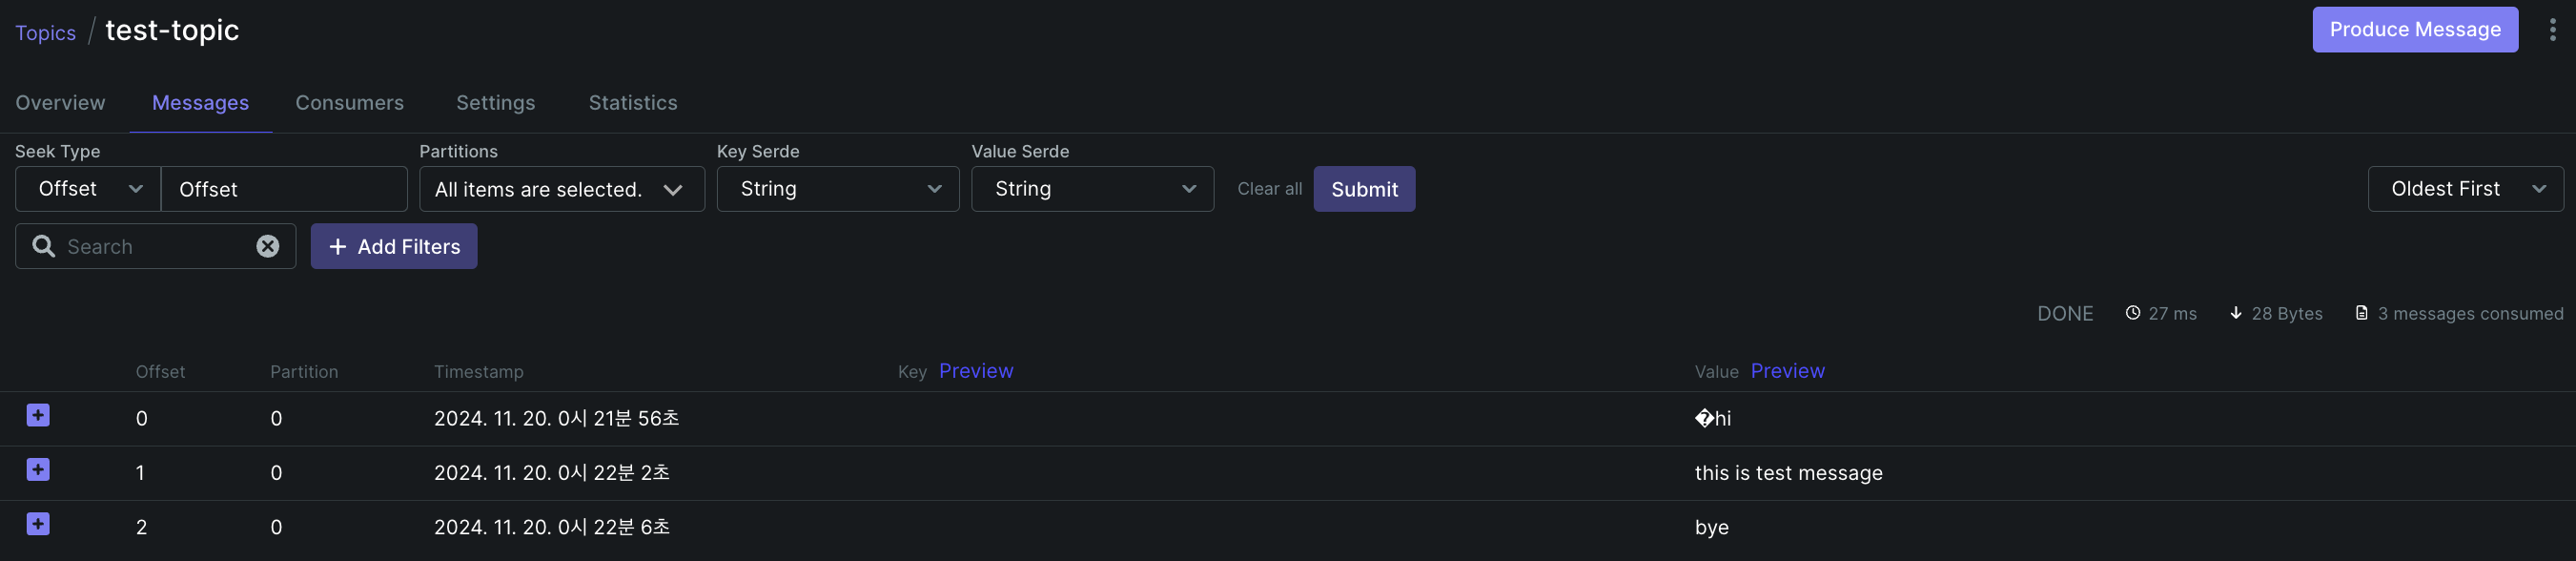 Topics / test-topic
Produce Message
Overview Messages Consumers Settings Statistics
Seek Type Partitions Key Serde Value Serde
Offset Offset All items are selected. String String Clear all Submit Oldest First
Search + Add Filters
DONE 27 ms 28 Bytes 3 messages consumed
Offset Partition Timestamp Key Preview Value Preview
0 0 2024. 11. 20. 0시 21분 56초 �hi
1 0 2024. 11. 20. 0시 22분 2초 this is test message
2 0 2024. 11. 20. 0시 22분 6초 bye